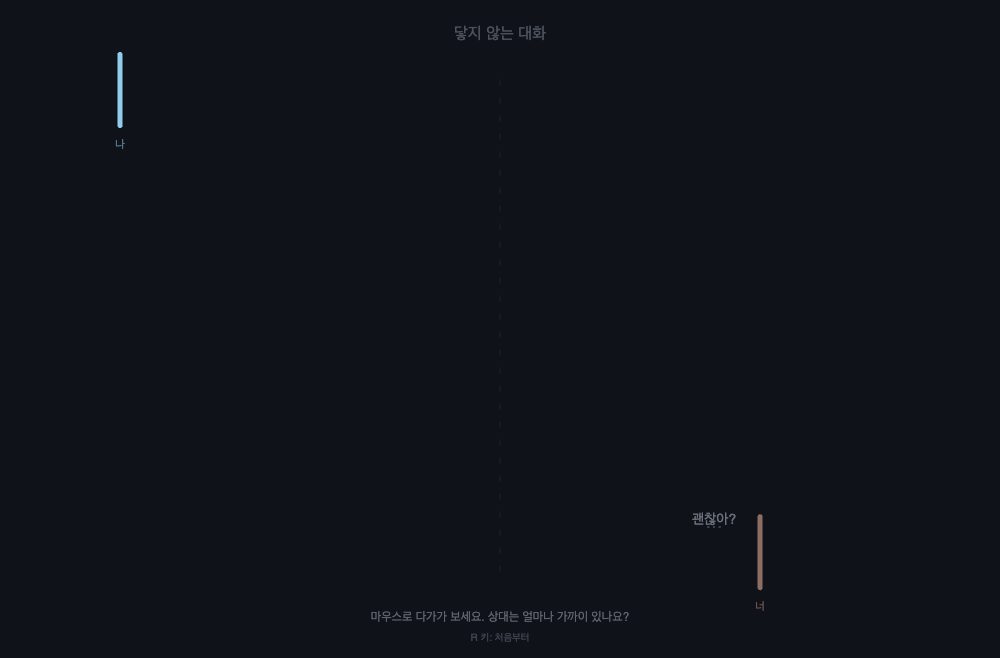 닿지 않는 대화
나
괜찮아?
...
너
마우스로 다가가 보세요. 상대는 얼마나 가까이 있나요?
R 키: 처음부터